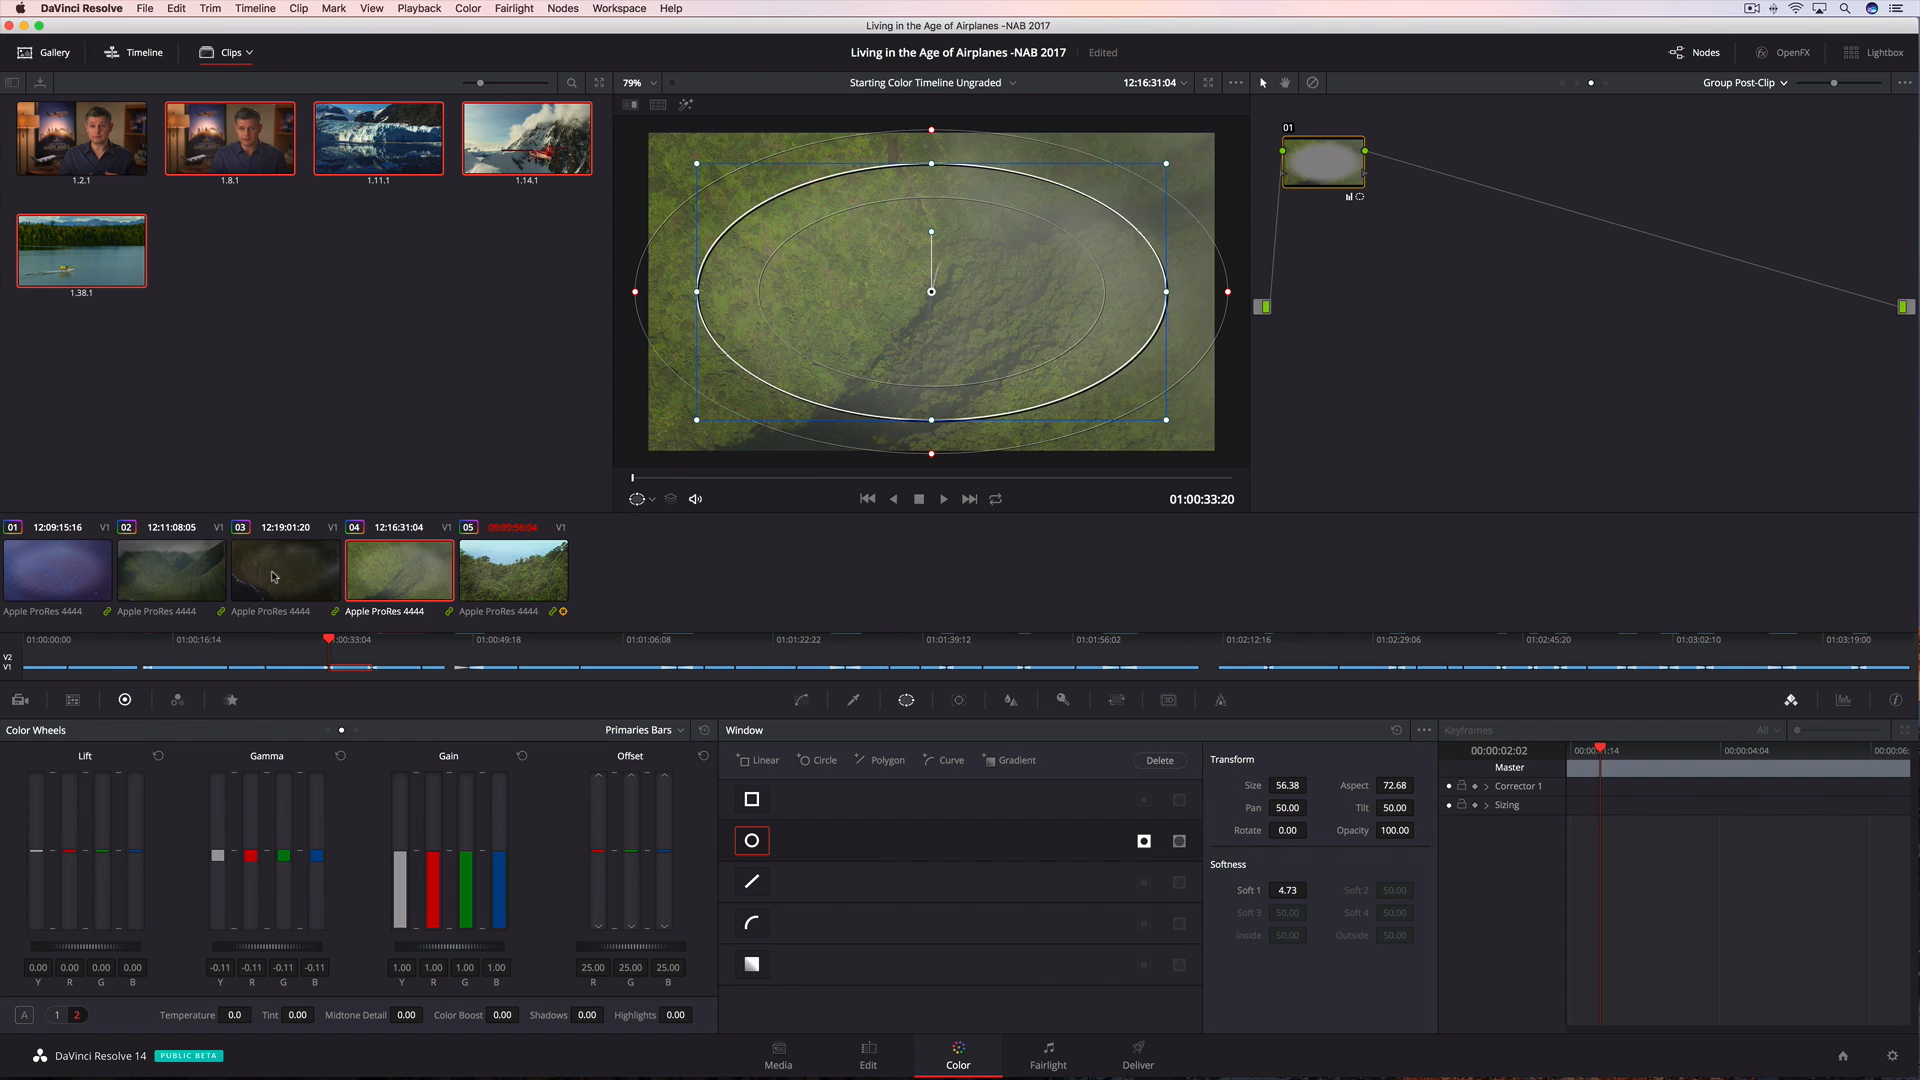 DaVinci Resolve File Edit Trim Timeline Clip Mark View Playback Color Fairlight Nodes Workspace Help
Living in the Age of Airplanes -NAB 2017
Gallery Timeline Clips Living in the Age of Airplanes -NAB 2017 Edited Nodes OpenFX Lightbox
79% Starting Color Timeline Ungraded 12:16:31:04 Group Post-Clip
1.2.1 1.8.1 1.11.1 1.14.1
1.38.1
01
01:00:33:20
01 12:09:15:16 V1 02 12:11:08:05 V1 03 12:19:01:20 V1 04 12:16:31:04 V1 05 V1
Apple ProRes 4444 Apple ProRes 4444 Apple ProRes 4444 Apple ProRes 4444 Apple ProRes 4444
01:00:00:00 01:00:16:14 :00:33:04 01:00:49:18 01:01:06:08 01:01:22:22 01:01:39:12 01:01:56:02 01:02:12:16 01:02:29:06 01:02:45:20 01:03:02:10 01:03:19:00
V2
V1
Color Wheels Primaries Bars Window Keyframes All
Lift Gamma Gain Offset
Linear Circle Polygon Curve Gradient Delete
Transform
Size 56.38 Aspect 72.68
Pan 50.00 Tilt 50.00
Rotate 0.00 Opacity 100.00
Softness
Soft 1 4.73 Soft 2 50.00
Soft 3 50.00 Soft 4 50.00
Inside 50.00 Outside 50.00
00:00:02:02 00:00:04:04 00:00:06:
Master
Corrector 1
Sizing
0.00 0.00 0.00 0.00 -0.11 -0.11 -0.11 -0.11 1.00 1.00 1.00 1.00 25.00 25.00 25.00
Y R G B Y R G B Y R G B R G B
A 1 2 Temperature 0.0 Tint 0.00 Midtone Detail 0.00 Color Boost 0.00 Shadows 0.00 Highlights 0.00
DaVinci Resolve 14 PUBLIC BETA
Media Edit Color Fairlight Deliver